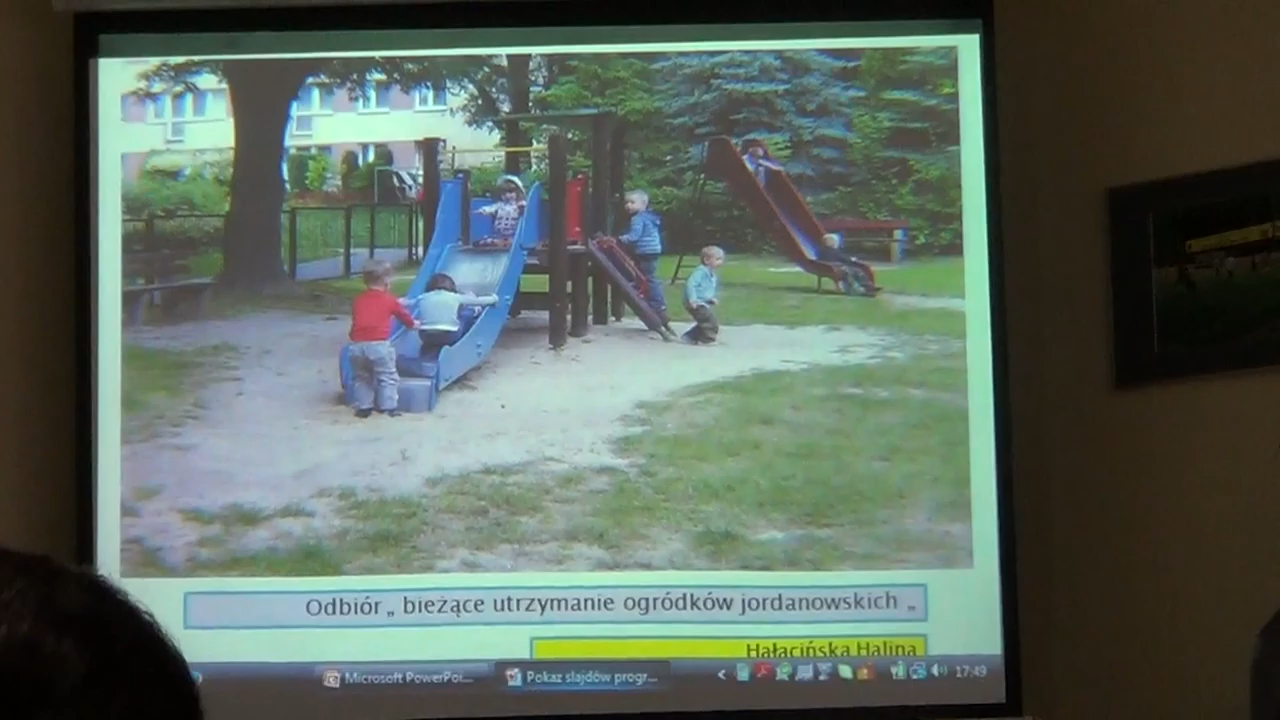 Odbiór „ bieżące utrzymanie ogródków jordanowskich „
Hałacińska Halina
Microsoft PowerPoi...
Pokaz slajdów progr...
17:49